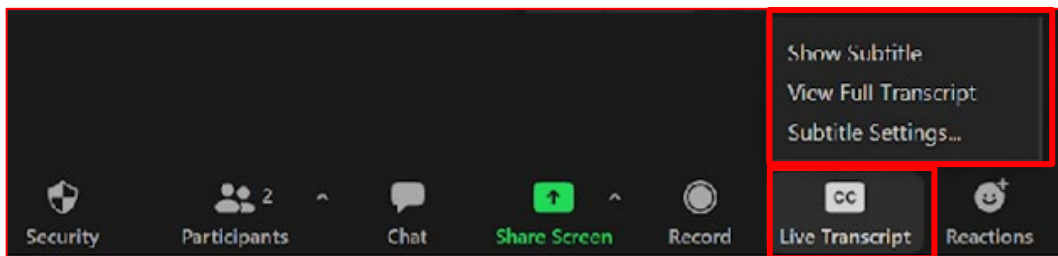 Show Subtitle
View Full Transcript
Subtitle Settings...
2
CC
Security Participants Chat Share Screen Record Live Transcript Reactions